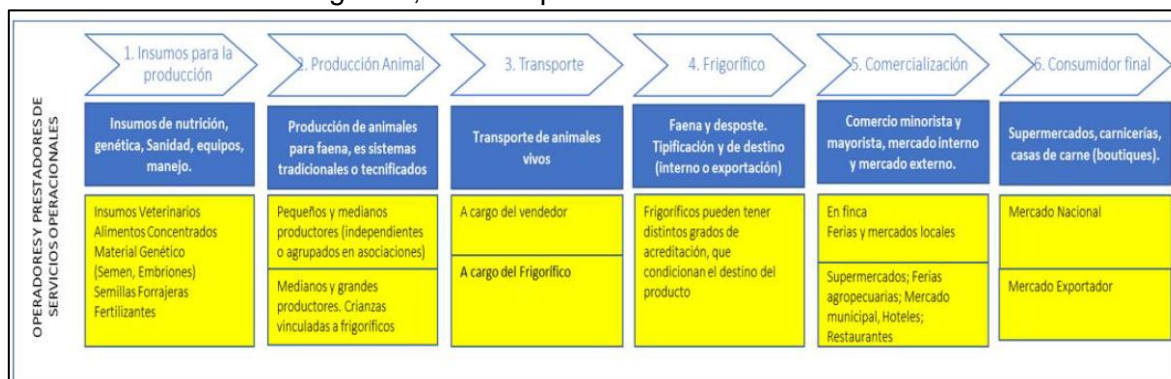 OPERADORES Y PRESTADORES DE
SERVICIOS OPERACIONALES
1. Insumos para la
producción
2. Producción Animal
3. Transporte
4. Frigorífico
5. Comercialización
6. Consumidor final
Insumos de nutrición,
genética, Sanidad, equipos,
manejo.
Producción de animales
para faena, es sistemas
tradicionales o tecnificados
Transporte de animales
vivos
Faena y desposte.
Tipificación y de destino
(interno o exportación)
Comercio minorista y
mayorista, mercado interno
y mercado externo.
Supermercados, carnicerías,
casas de carne (boutiques).
Insumos Veterinarios
Alimentos Concentrados
Material Genético
(Semen, Embriones)
Semillas Forrajeras
Fertilizantes
Pequeños y medianos
productores (independientes
o agrupados en asociaciones)
Medianos y grandes
productores. Crianzas
vinculadas a frigoríficos
A cargo del vendedor
A cargo del Frigorífico
Frigoríficos pueden tener
distintos grados de
acreditación, que
condicionan el destino del
producto
En finca
Ferias y mercados locales
Supermercados; Ferias
agropecuarias; Mercado
municipal, Hoteles;
Restaurantes
Mercado Nacional
Mercado Exportador